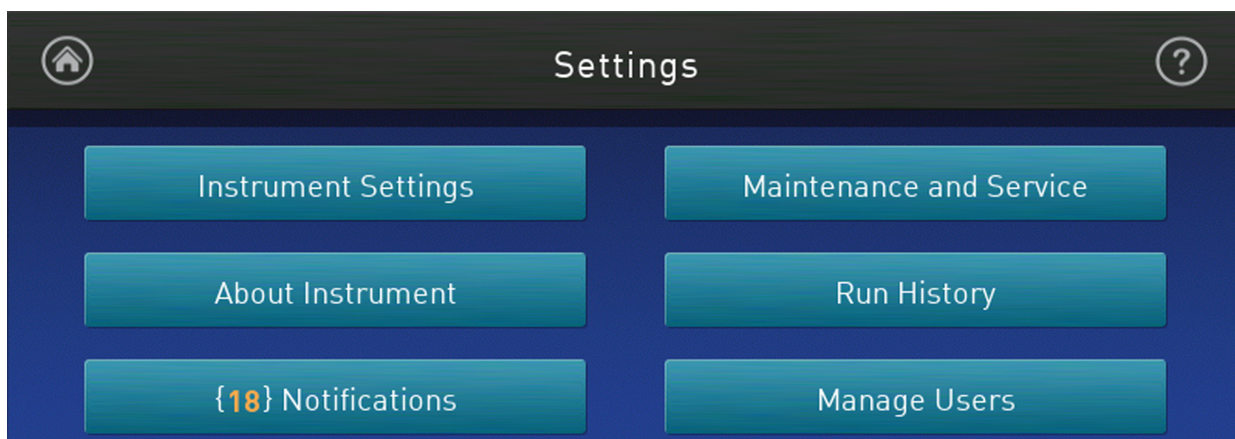 Settings
?
Instrument Settings
Maintenance and Service
About Instrument
Run History
{18} Notifications
Manage Users